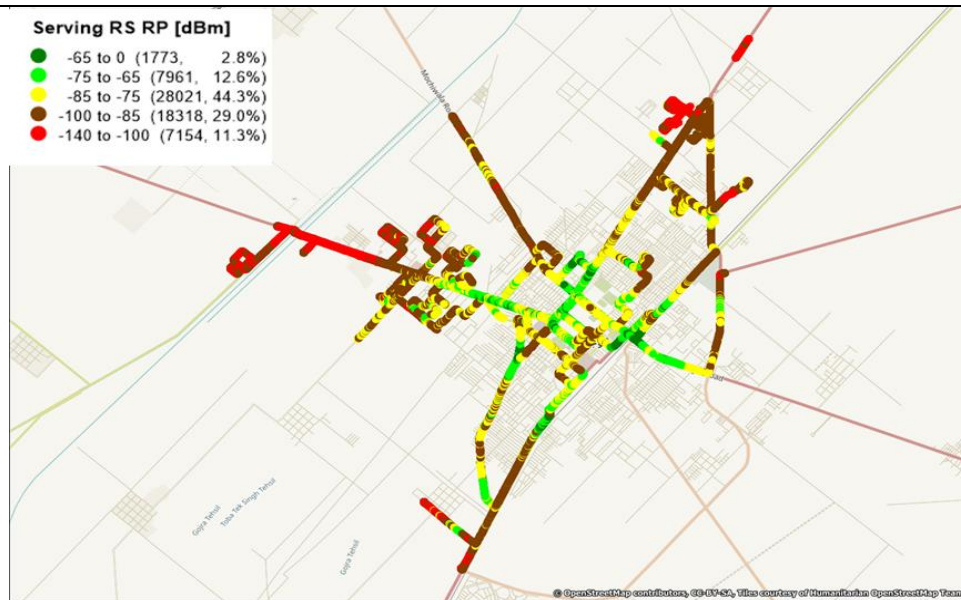 Serving RS RP [dBm]
-65 to 0 (1773, 2.8%)
-75 to -65 (7961, 12.6%)
-85 to -75 (28021, 44.3%)
-100 to -85 (18318, 29.0%)
-140 to -100 (7154, 11.3%)
Mochiwala Road
Gojra Tehsil
Toba Tek Singh Tehsil
Gojra Tehsil
© OpenStreetMap contributors, CC-BY-SA, Tiles courtesy of Humanitarian OpenStreetMap Team